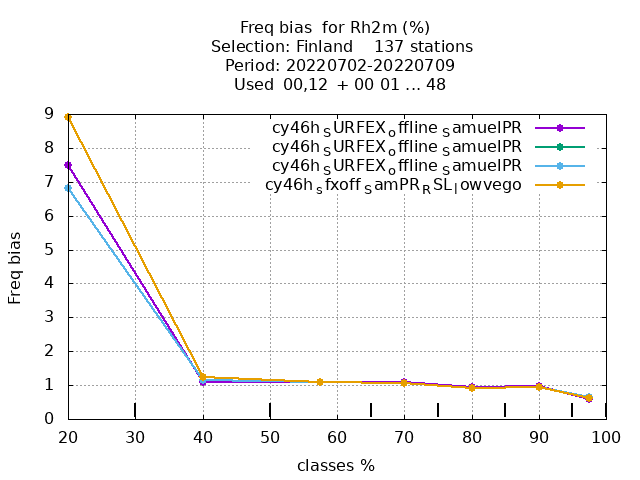 Freq bias for Rh2m (%)
Selection: Finland 137 stations
Period: 20220702-20220709
Used 00,12 + 00 01 ... 48
cy46h_SURFEX_offline_SamuelPR
cy46h_SURFEX_offline_SamuelPR
cy46h_SURFEX_offline_SamuelPR
cy46h_sfxoff_SamPR_RSL_lowvego
Freq bias
9
8
7
6
5
4
3
2
1
0
20 30 40 50 60 70 80 90 100
classes %